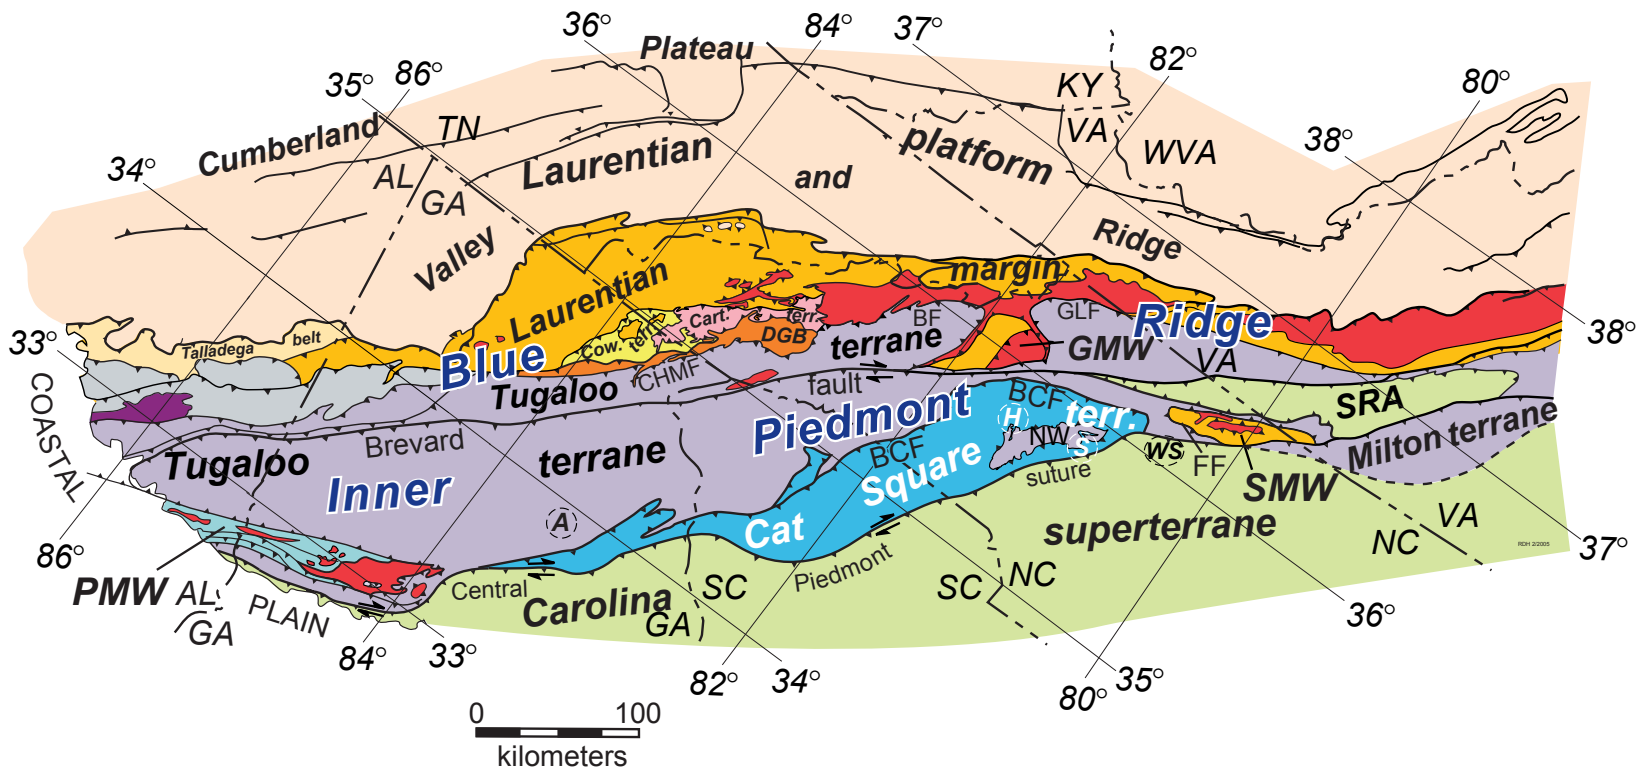 36°
Plateau
84°
37°
82°
80°
35°
86°
KY
VA
WVA
Cumberland
TN
Laurentian
and
platform
38°
34°
AL
GA
Valley
Ridge
margin
Laurentian
Cart. terr.
Cow. terr.
DGB
BF
GLF
Ridge
33°
Talladega belt
Blue
terrane
GMW
VA
38°
COASTAL
Tugaloo
CHMF
fault
BCF
terr.
SRA
Piedmont
H
NW
S
Brevard
BCF
Milton terrane
Tugaloo
terrane
Square
suture
WS
FF
SMW
Inner
A
Cat
superterrane
VA
NC
RDH 2/2005
37°
86°
PMW
AL
GA
PLAIN
Central
Carolina
SC
GA
Piedmont
SC
NC
36°
84°
33°
82°
34°
80°
35°
0 100
kilometers